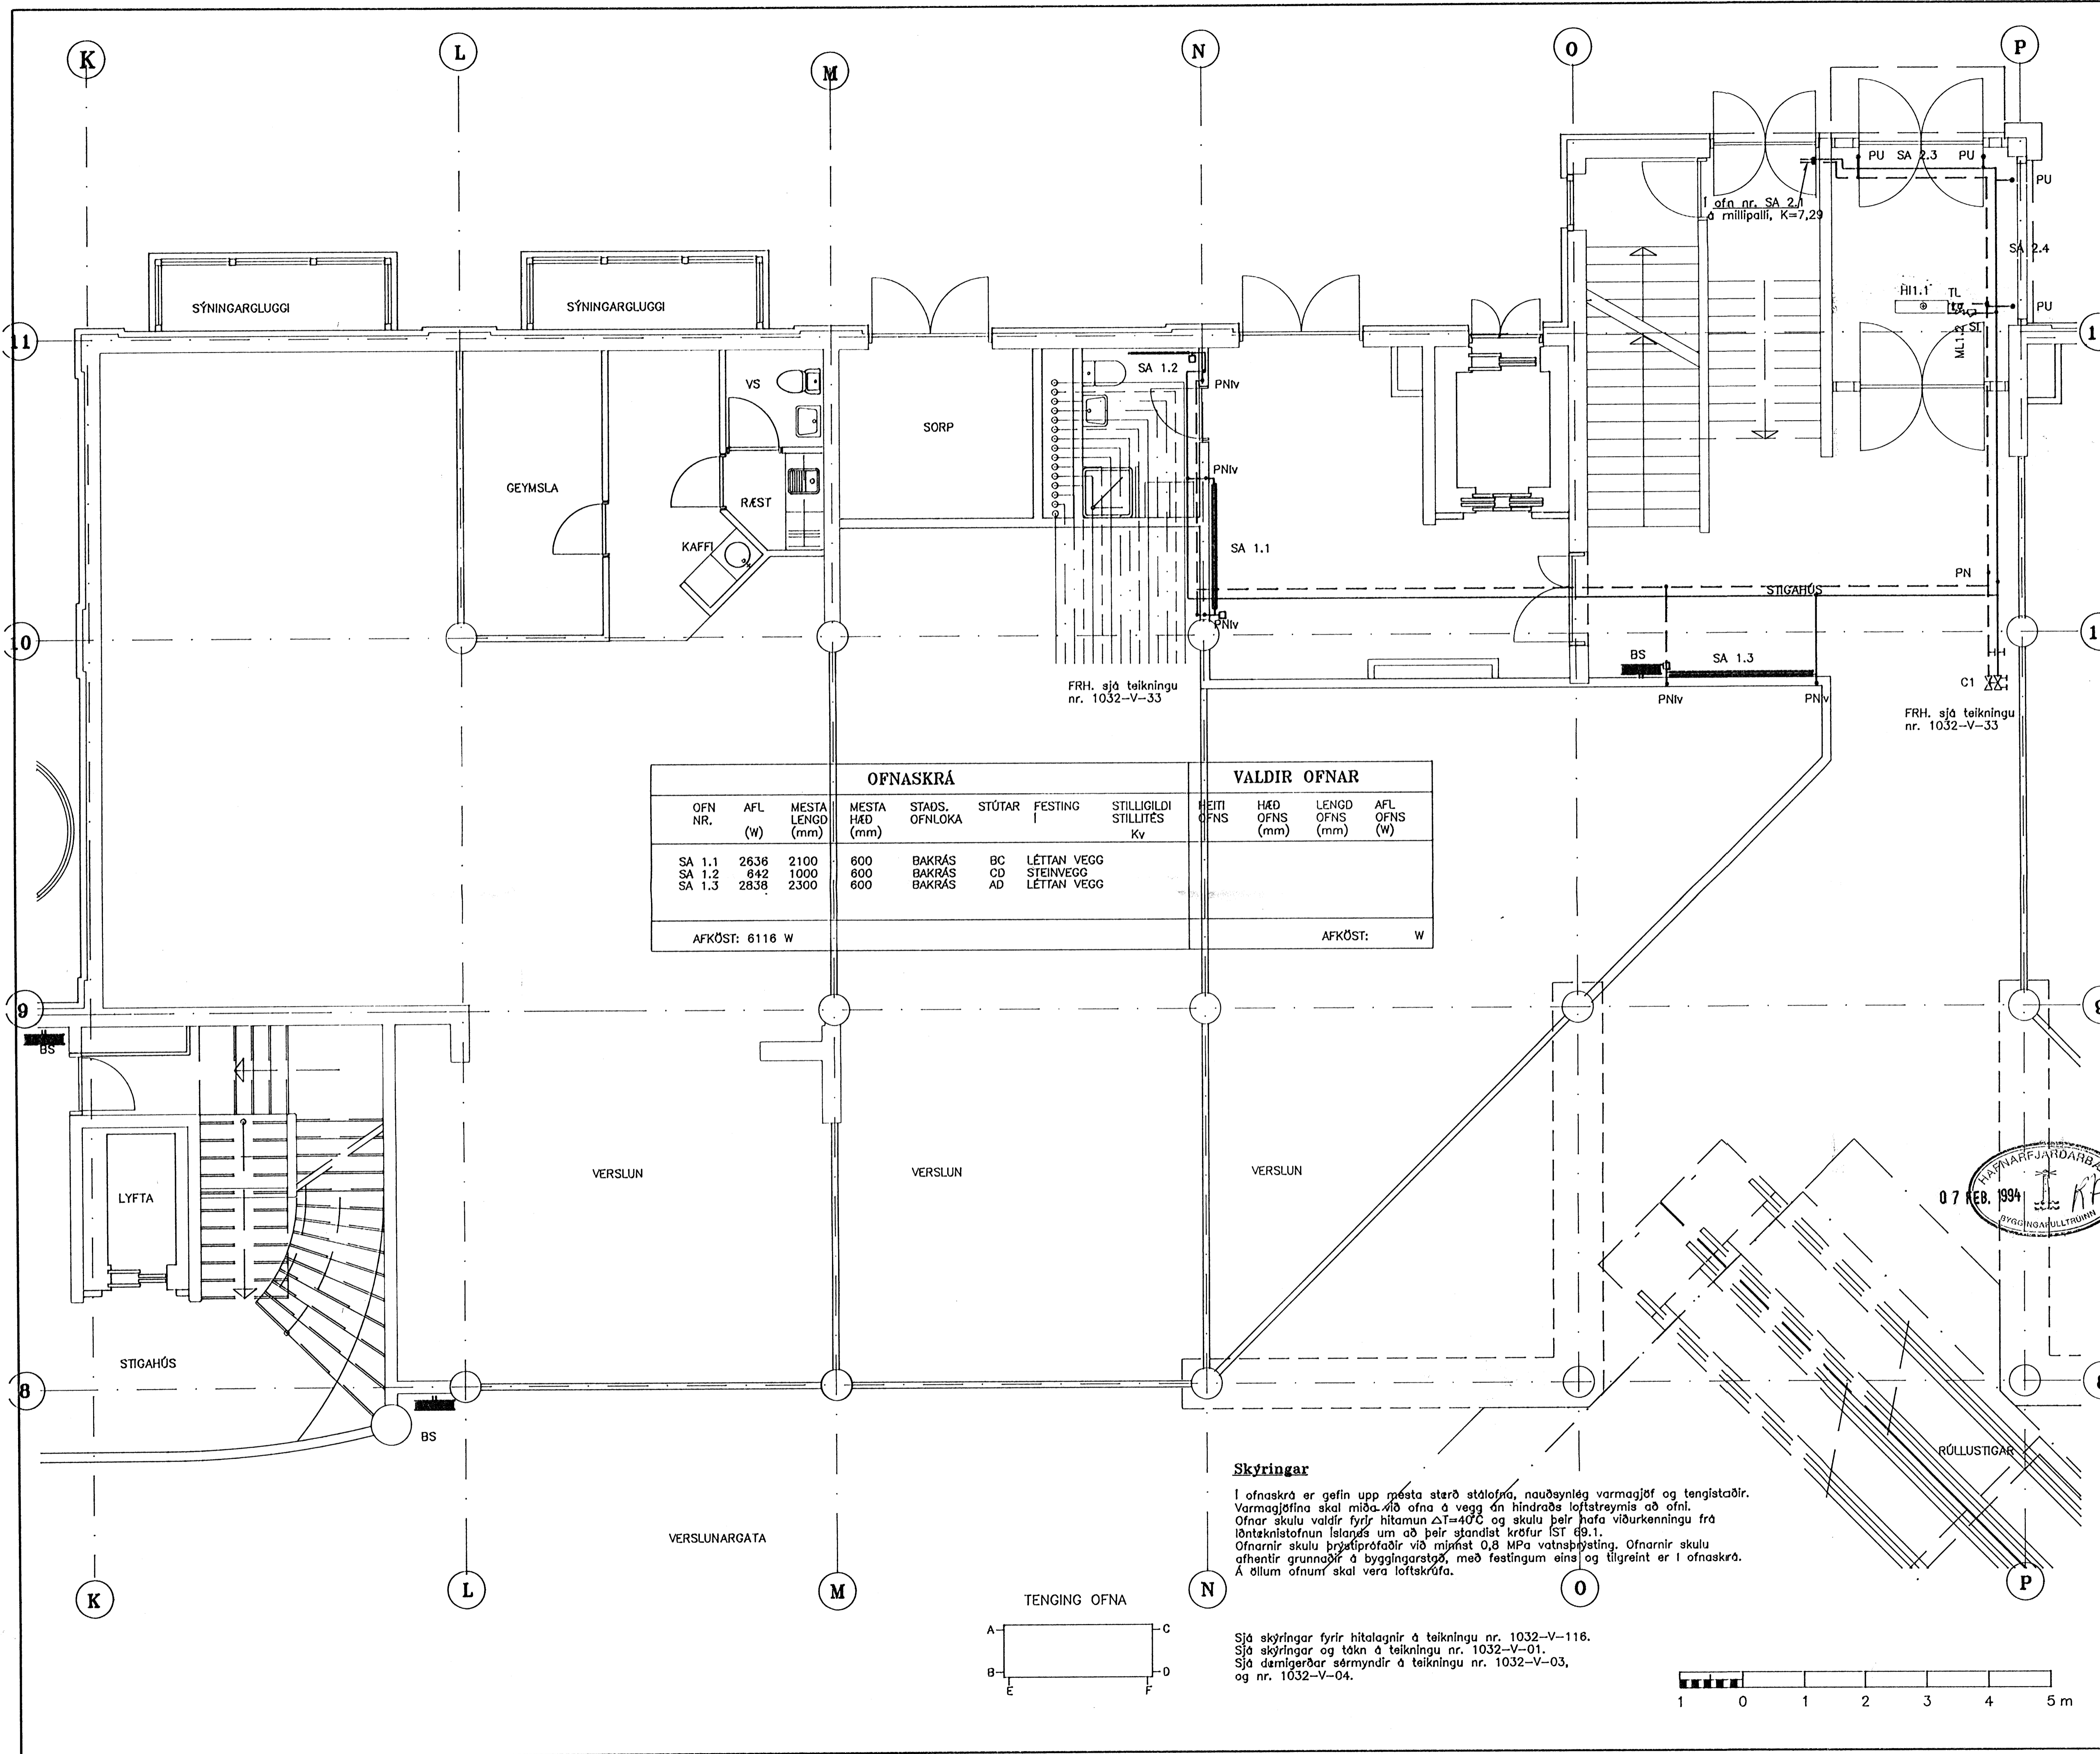 K
L
M
N
O
P
PU SA 2.3 PU
PU
Í ofn nr. SA 2.1
á millipalli, K=7,29
SA 2.4
SÝNINGARGLUGGI
SÝNINGARGLUGGI
HI1.1
TL
PU
SL
ML1.2
11
VS
SA 1.2
PNIv
SORP
PNIv
GEYMSLA
RÆST
KAFFI
SA 1.1
PN
STIGAHÚS
PNIv
10
BS
SA 1.3
C1
PNIv
PNIv
FRH. sjá teikningu
nr. 1032-V-33
FRH. sjá teikningu
nr. 1032-V-33
OFNASKRÁ
VALDIR OFNAR
OFN AFL MESTA MESTA STAÐS. STÚTAR FESTING STILLIGILDI HEITI HÆÐ LENGD AFL
NR. LENGD HÆÐ OFNLOKA Í STILLITÉS OFNS OFNS OFNS OFNS
(W) (mm) (mm) Kv (mm) (mm) (W)
SA 1.1 2636 2100 600 BAKRÁS BC LÉTTAN VEGG
SA 1.2 642 1000 600 BAKRÁS CD STEINVEGG
SA 1.3 2838 2300 600 BAKRÁS AD LÉTTAN VEGG
AFKÖST: 6116 W
AFKÖST: W
9
BS
LYFTA
VERSLUN
VERSLUN
VERSLUN
07 FEB. 1994
BYGGINGAFULLTRÚINN
STIGAHÚS
8
BS
RÚLLUSTIGAR
VERSLUNARGATA
Skýringar
Í ofnaskrá er gefin upp mesta stærð stálofna, nauðsynleg varmagjöf og tengistaðir.
Varmagjöfina skal miða við ofna á vegg án hindraðs loftstreymis að ofni.
Ofnar skulu valdir fyrir hitamun △T=40°C og skulu þeir hafa viðurkenningu frá
Iðntæknistofnun Íslands um að þeir standist kröfur ÍST 69.1.
Ofnarnir skulu þrýstiprófaðir við minnst 0,8 MPa vatnsþrýsting. Ofnarnir skulu
afhentir grunnaðir á byggingarstað, með festingum eins og tilgreint er í ofnaskrá.
Á öllum ofnum skal vera loftskrúfa.
K
L
M
N
O
P
TENGING OFNA
A
C
B
D
E
F
Sjá skýringar fyrir hitalagnir á teikningu nr. 1032-V-116.
Sjá skýringar og tákn á teikningu nr. 1032-V-01.
Sjá dæmigerðar sérmyndir á teikningu nr. 1032-V-03,
og nr. 1032-V-04.
1 0 1 2 3 4 5 m